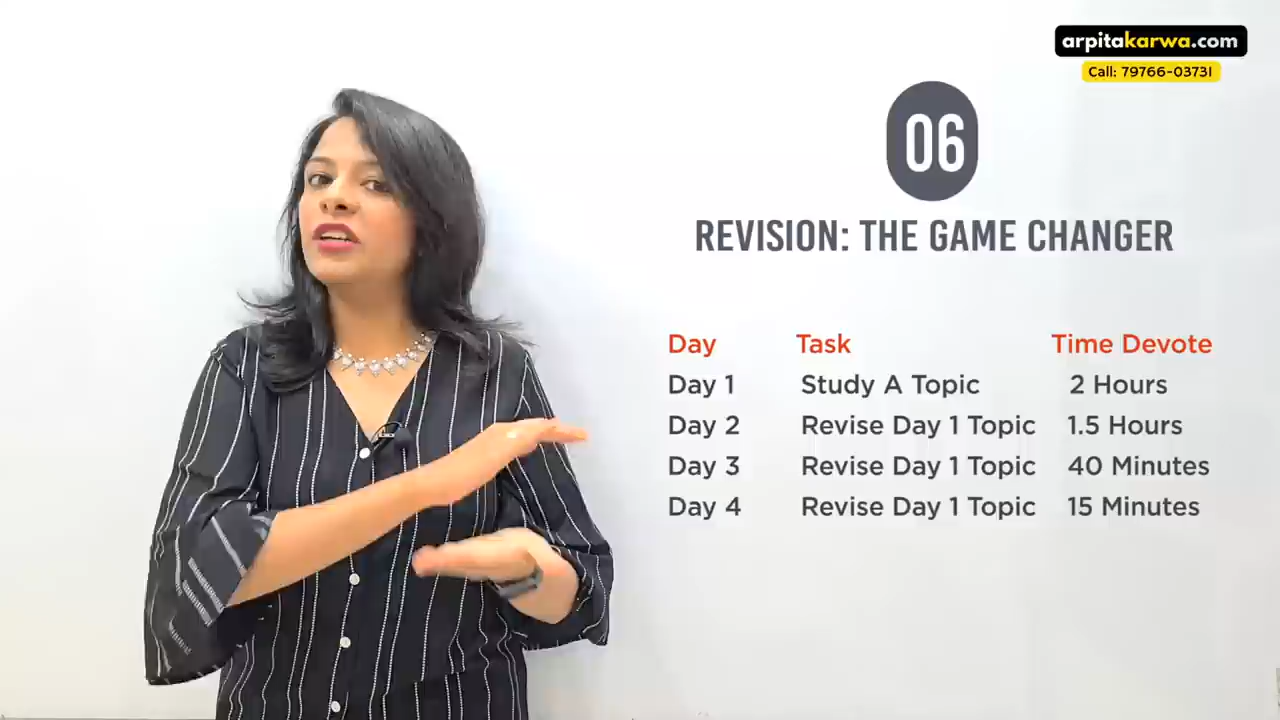 arpitakarwa.com
Call: 79766-03731
06
REVISION: THE GAME CHANGER
Day Task Time Devote
Day 1 Study A Topic 2 Hours
Day 2 Revise Day 1 Topic 1.5 Hours
Day 3 Revise Day 1 Topic 40 Minutes
Day 4 Revise Day 1 Topic 15 Minutes